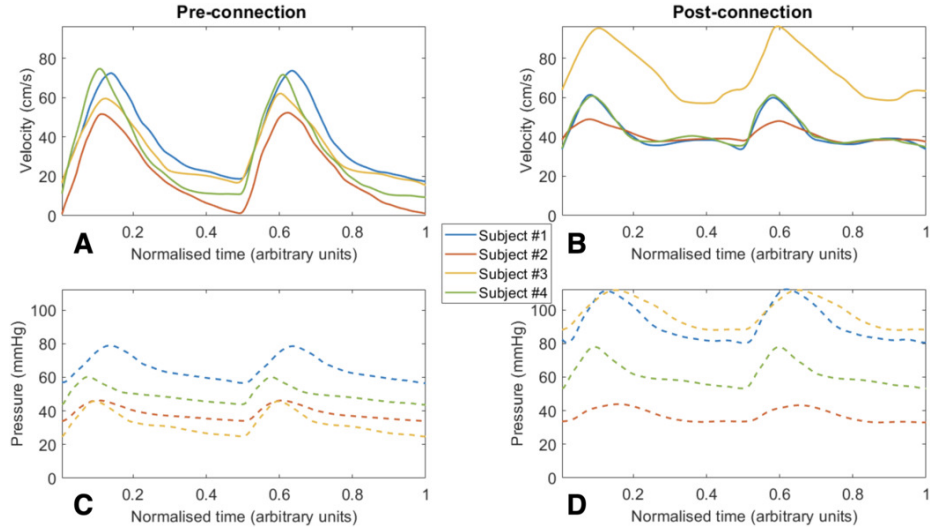 Pre-connection
Post-connection
Velocity (cm/s)
80
60
40
20
0
0.2
0.4
0.6
0.8
1
A
Normalised time (arbitrary units)
Velocity (cm/s)
80
60
40
20
0
0.2
0.4
0.6
0.8
1
B
Normalised time (arbitrary units)
Subject #1
Subject #2
Subject #3
Subject #4
Pressure (mmHg)
100
80
60
40
20
0
0.2
0.4
0.6
0.8
1
C
Normalised time (arbitrary units)
Pressure (mmHg)
100
80
60
40
20
0
0.2
0.4
0.6
0.8
1
D
Normalised time (arbitrary units)